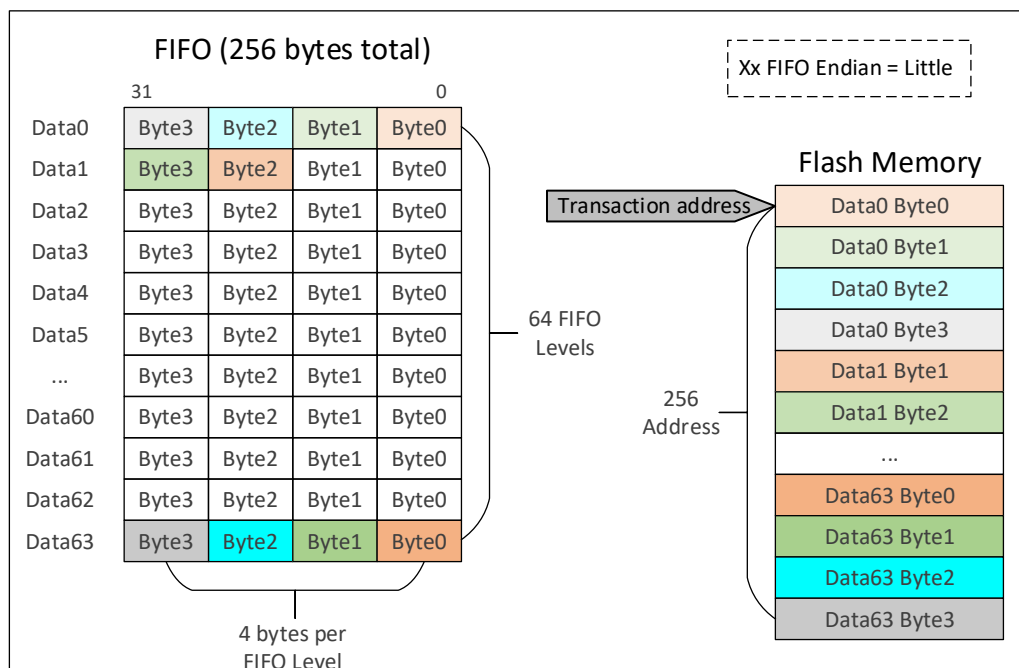 FIFO (256 bytes total)
31 0
Data0 Byte3 Byte2 Byte1 Byte0
Data1 Byte3 Byte2 Byte1 Byte0
Data2 Byte3 Byte2 Byte1 Byte0
Data3 Byte3 Byte2 Byte1 Byte0
Data4 Byte3 Byte2 Byte1 Byte0
Data5 Byte3 Byte2 Byte1 Byte0
... Byte3 Byte2 Byte1 Byte0
Data60 Byte3 Byte2 Byte1 Byte0
Data61 Byte3 Byte2 Byte1 Byte0
Data62 Byte3 Byte2 Byte1 Byte0
Data63 Byte3 Byte2 Byte1 Byte0
64 FIFO
Levels
4 bytes per
FIFO Level
Xx FIFO Endian = Little
Flash Memory
Transaction address
Data0 Byte0
Data0 Byte1
Data0 Byte2
Data0 Byte3
Data1 Byte1
Data1 Byte2
...
Data63 Byte0
Data63 Byte1
Data63 Byte2
Data63 Byte3
256
Address